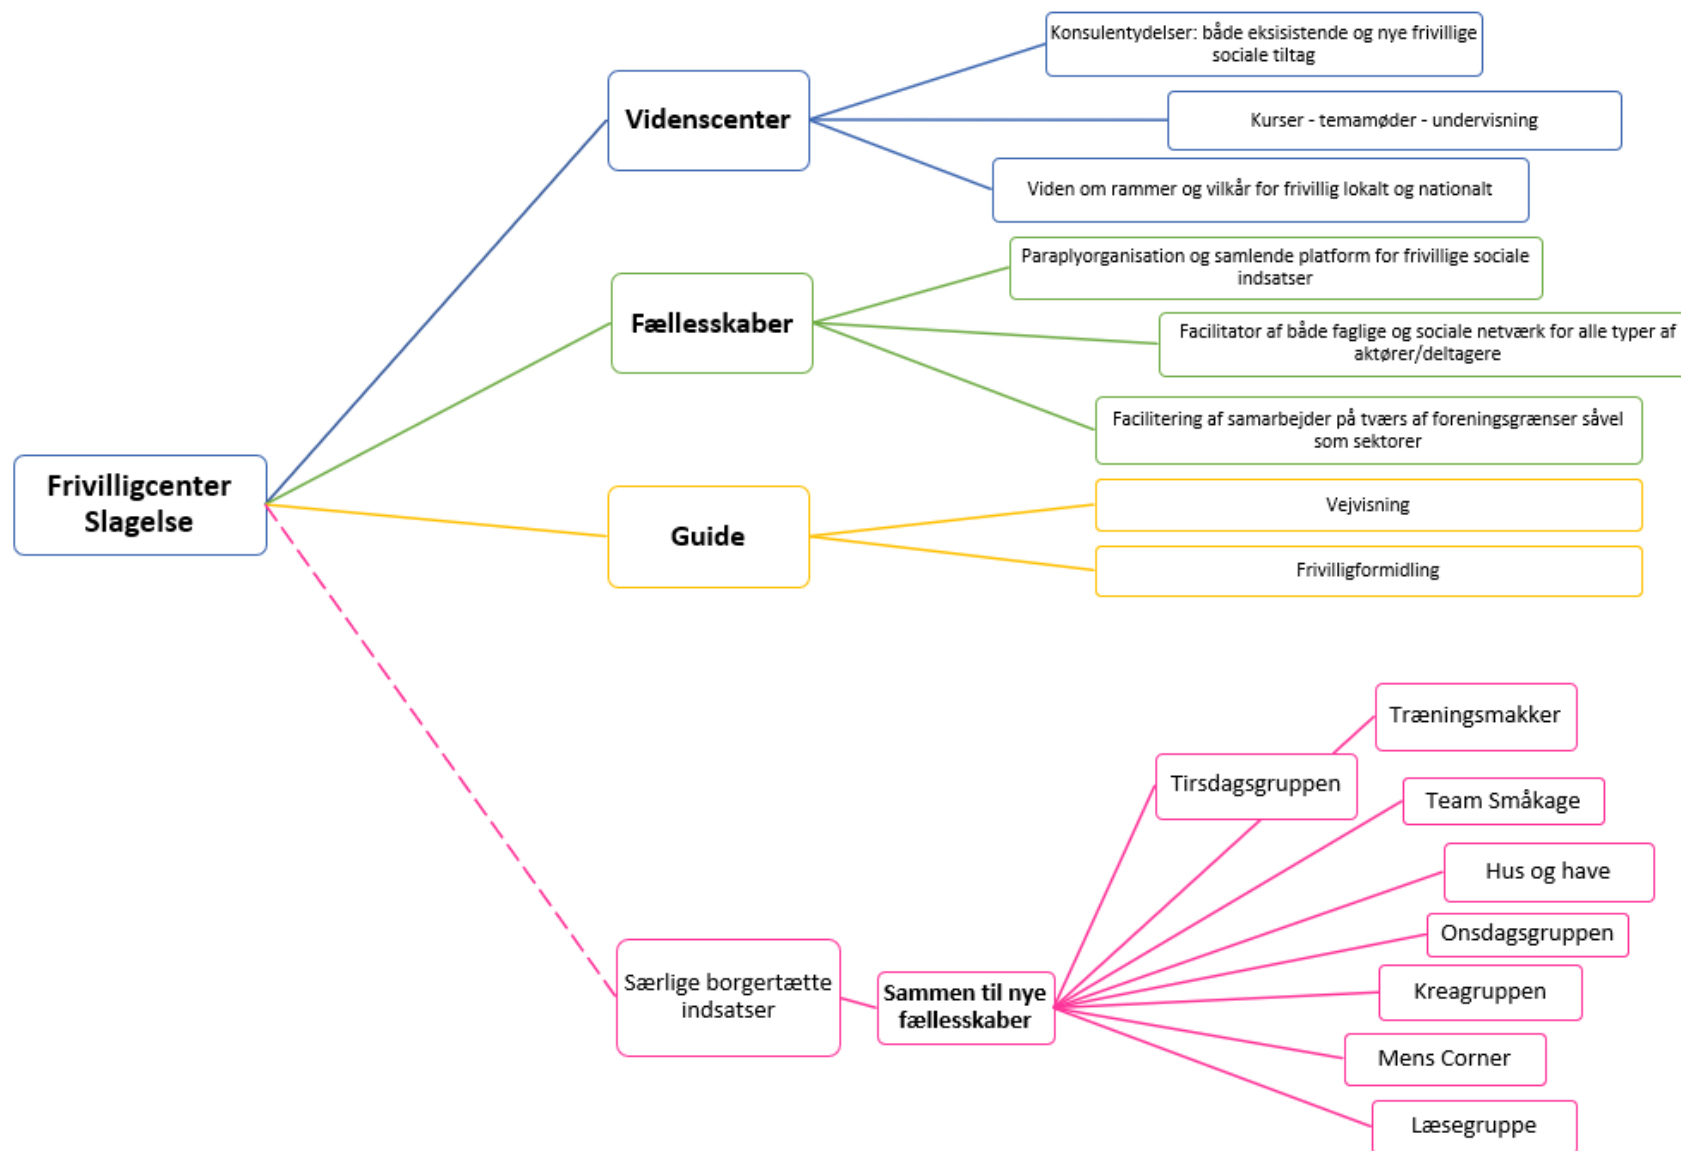 Konsulentydelser: både eksisistende og nye frivillige
sociale tiltag
Videnscenter
Kurser - temamøder - undervisning
Viden om rammer og vilkår for frivillig lokalt og nationalt
Paraplyorganisation og samlende platform for frivillige sociale
indsatser
Fællesskaber
Facilitator af både faglige og sociale netværk for alle typer af
aktører/deltagere
Facilitering af samarbejder på tværs af foreningsgrænser såvel
som sektorer
Frivilligcenter
Slagelse
Guide
Vejvisning
Frivilligformidling
Træningsmakker
Tirsdagsgruppen
Team Småkage
Hus og have
Onsdagsgruppen
Særlige borgertætte
indsatser
Sammen til nye
fællesskaber
Kreagruppen
Mens Corner
Læsegruppe